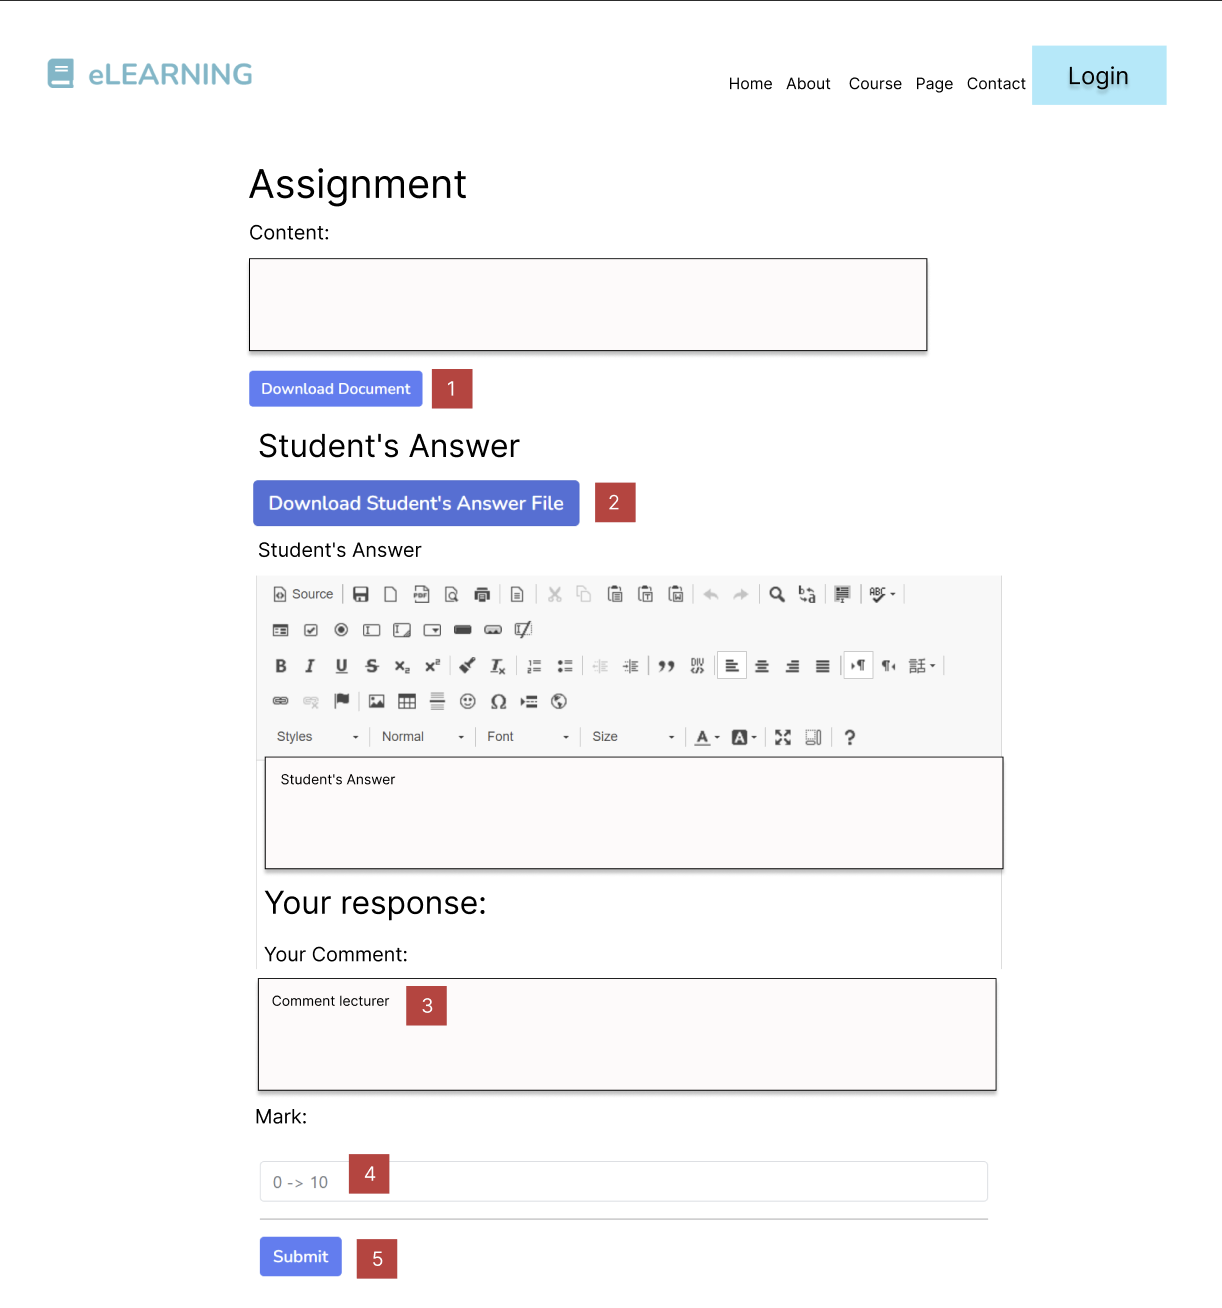 eLEARNING
Home About Course Page Contact Login
Assignment
Content:
Download Document 1
Student's Answer
Download Student's Answer File 2
Student's Answer
Source
Styles Normal Font Size
Student's Answer
Your response:
Your Comment:
Comment lecturer 3
Mark:
0 -> 10 4
Submit 5